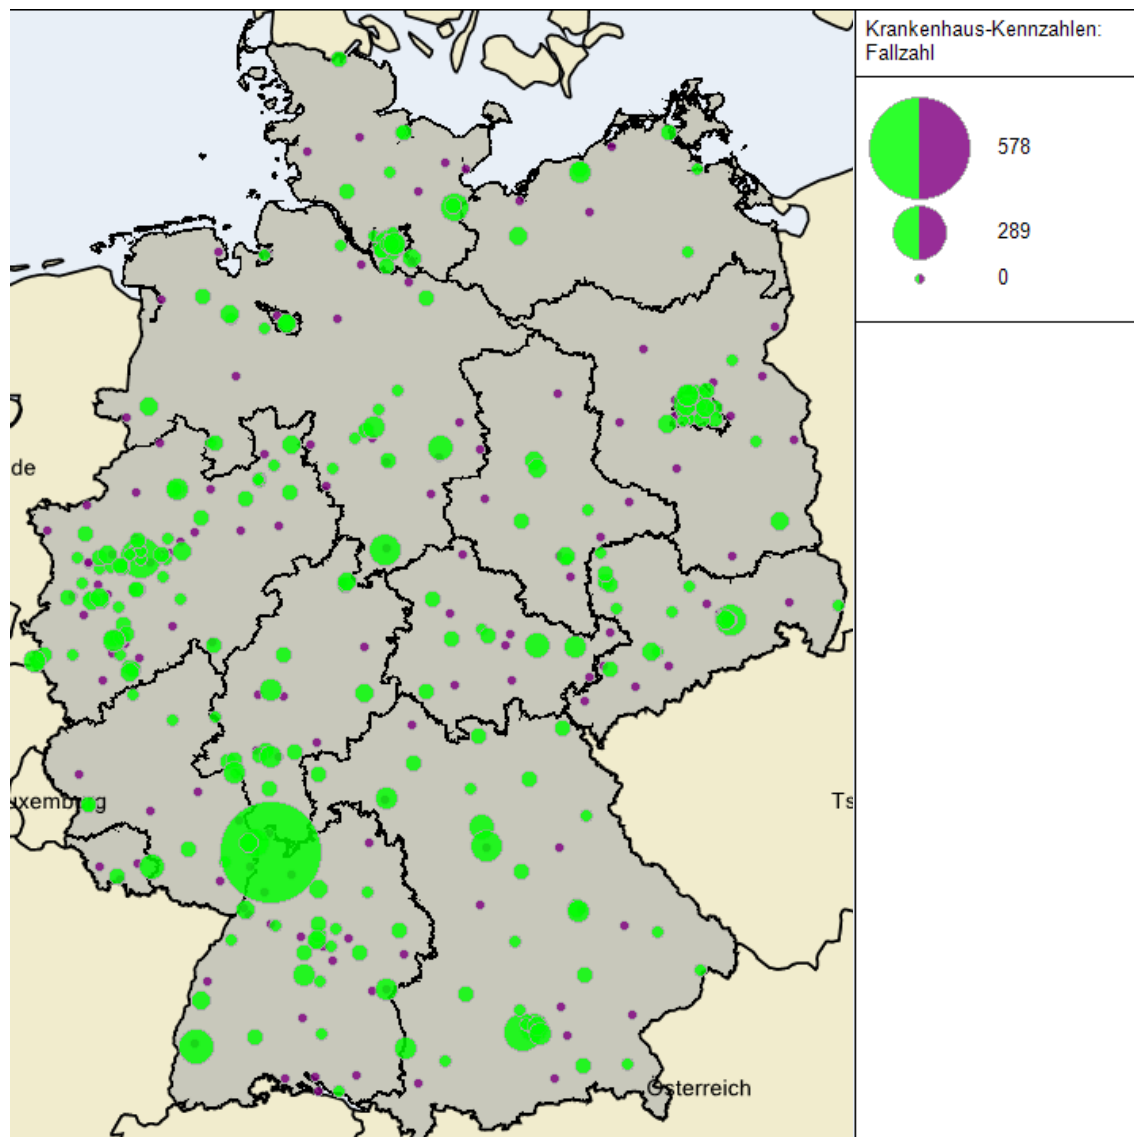 Krankenhaus-Kennzahlen:
Fallzahl
578
289
0
de
uxemburg
Ts
Österreich